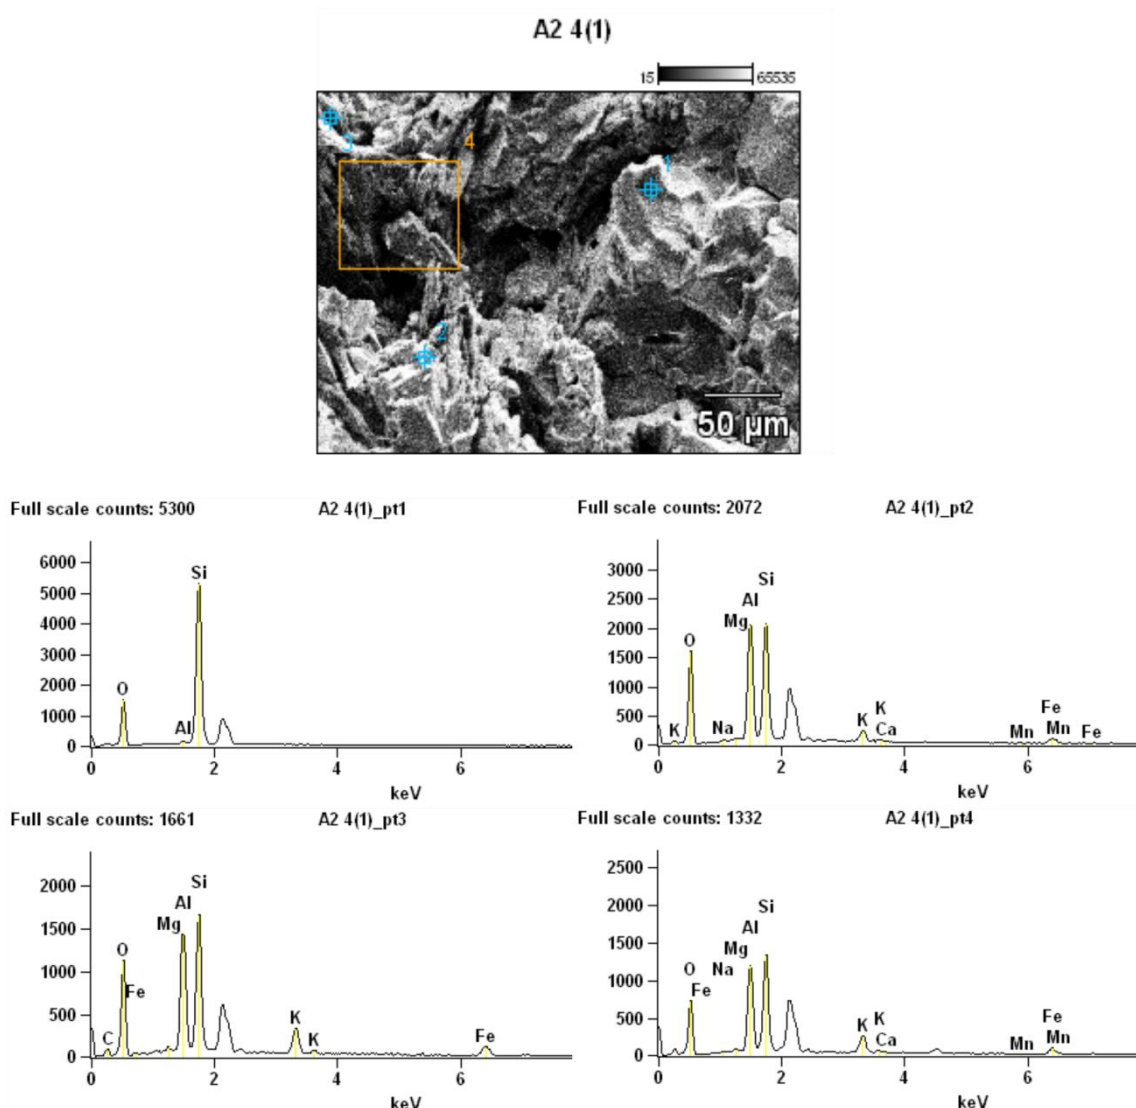 A2 4(1)
15 65535
3
4
1
2
50 µm
Full scale counts: 5300 A2 4(1)_pt1
6000
5000
4000
3000
2000
1000
0
O
Al
Si
0 2 4 6
keV
Full scale counts: 2072 A2 4(1)_pt2
3000
2500
2000
1500
1000
500
0
Si
Al
Mg
O
K Na K K Ca Mn Fe Mn Fe
0 2 4 6
keV
Full scale counts: 1661 A2 4(1)_pt3
2000
1500
1000
500
0
Si
Al
Mg
O
Fe
C K K Fe
0 2 4 6
keV
Full scale counts: 1332 A2 4(1)_pt4
2500
2000
1500
1000
500
0
Si
Al
Mg
O Na
Fe
K K Ca Mn Fe Mn
0 2 4 6
keV